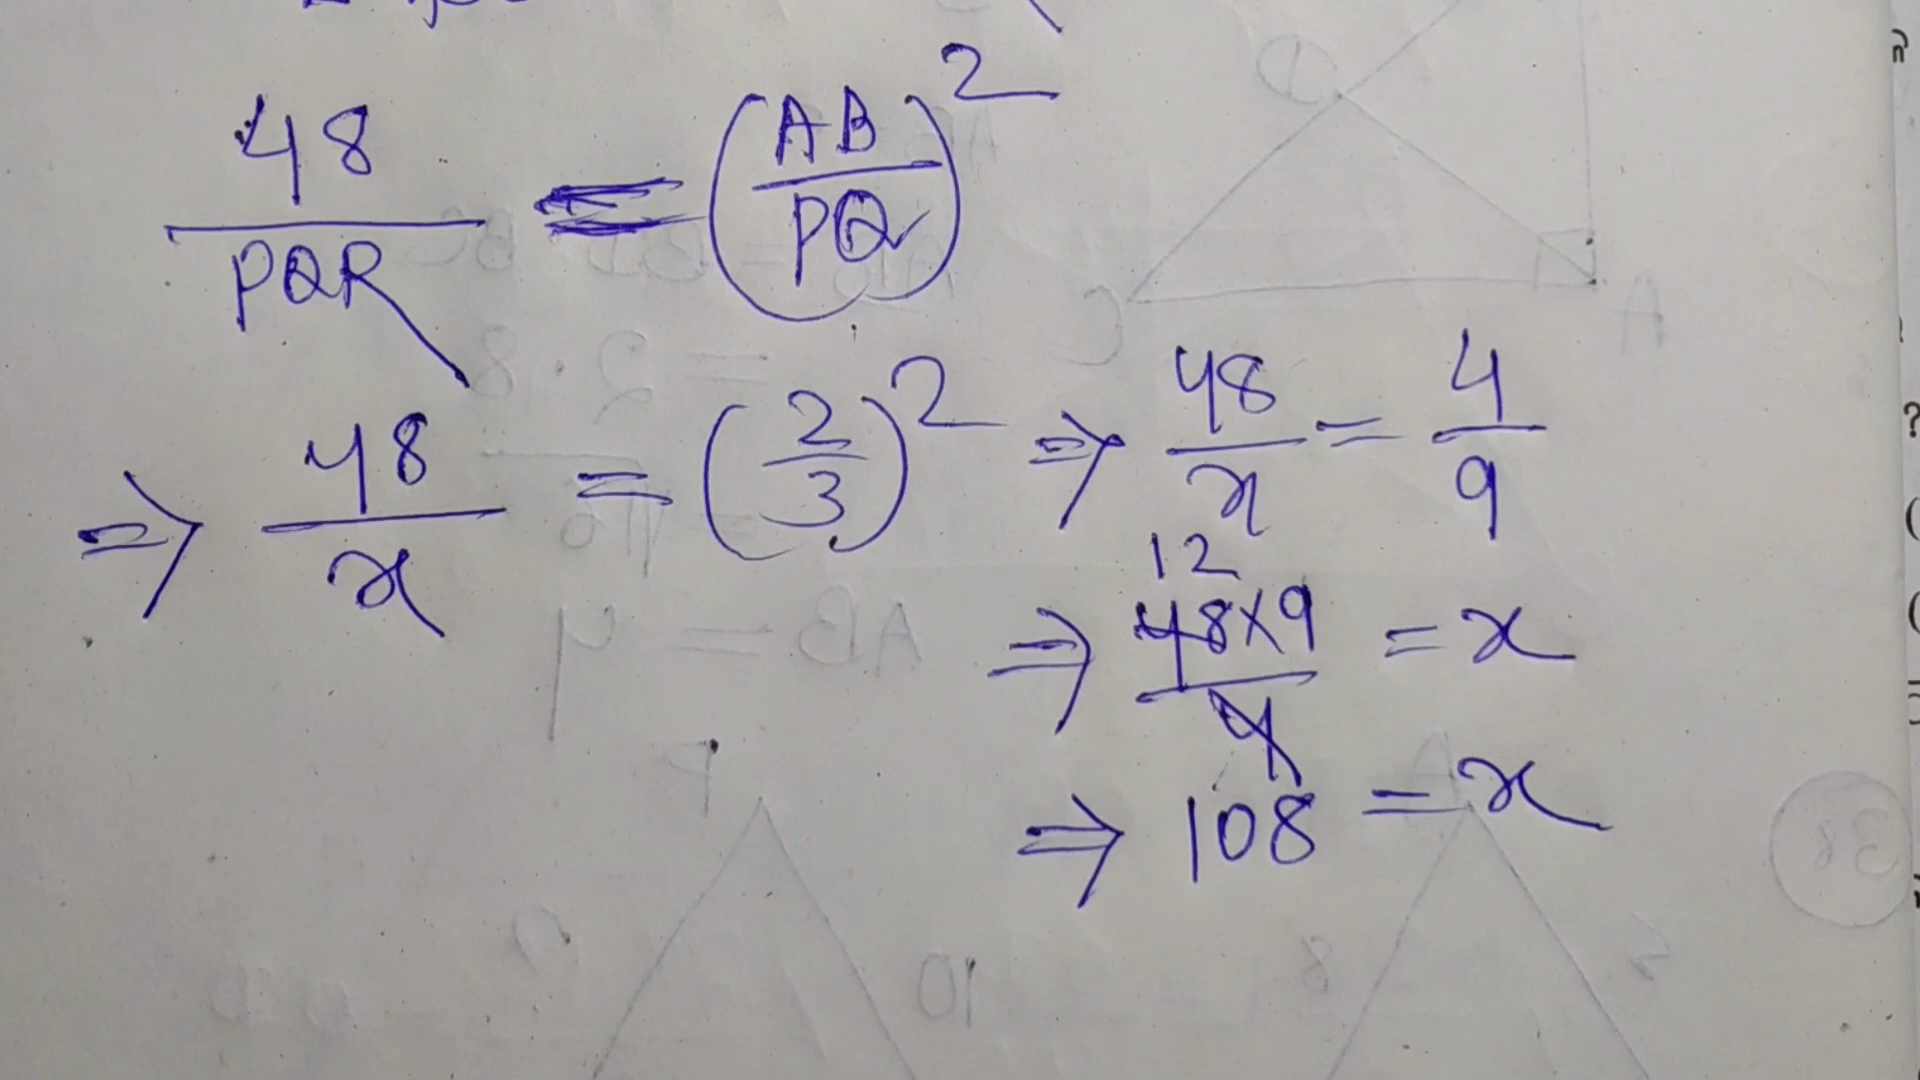 48/PQR = (AB/PQ)²
⇒ 48/x = (2/3)² ⇒ 48/x = 4/9
12
⇒ 48×9/4 = x
⇒ 108 = x